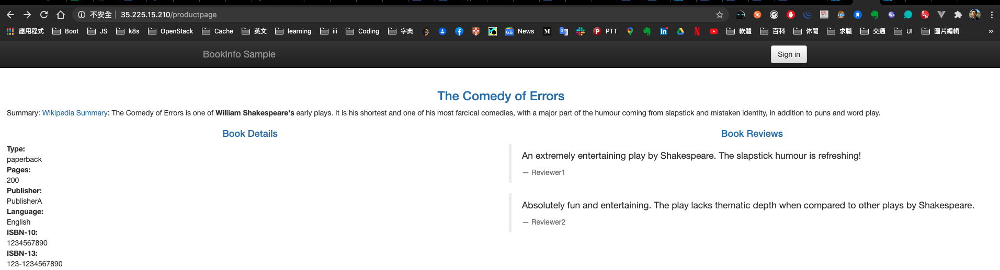 不安全 35.225.15.210/productpage
應用程式 Boot JS k8s OpenStack Cache 英文 learning iii Coding 字典 News PTT 軟體 百科 休閒 求職 交通 UI 圖片編輯 »
BookInfo Sample Sign in
The Comedy of Errors
Summary: Wikipedia Summary: The Comedy of Errors is one of William Shakespeare's early plays. It is his shortest and one of his most farcical comedies, with a major part of the humour coming from slapstick and mistaken identity, in addition to puns and word play.
Book Details
Type:
paperback
Pages:
200
Publisher:
PublisherA
Language:
English
ISBN-10:
1234567890
ISBN-13:
123-1234567890
Book Reviews
An extremely entertaining play by Shakespeare. The slapstick humour is refreshing!
— Reviewer1
Absolutely fun and entertaining. The play lacks thematic depth when compared to other plays by Shakespeare.
— Reviewer2